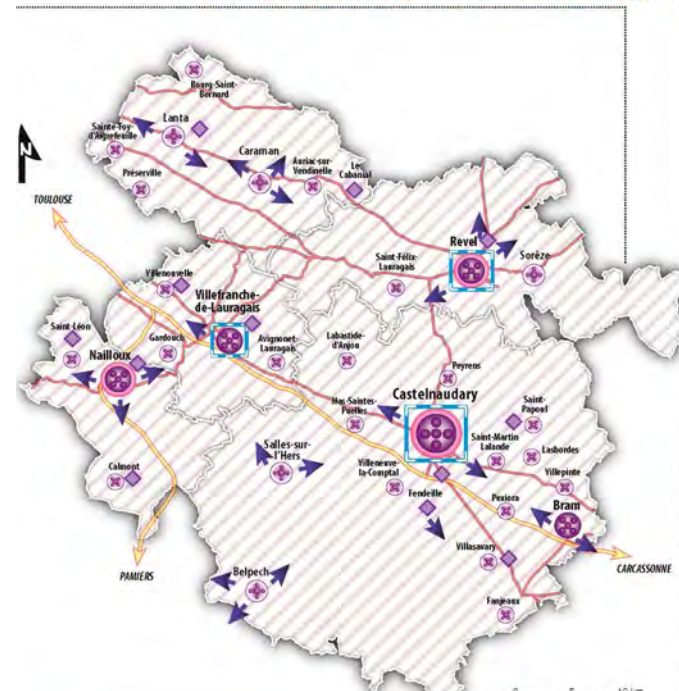 Bourg-Saint-
Bernard
Lanta
Sainte-Foy-
d'Aigrefeuille
Caraman
Auriac-sur-
Vendinelle
Le
Cabanial
Préserville
N
TOULOUSE
Revel
Saint-Félix-
Lauragais
Sorèze
Villenouvelle
Villefranche-
de-Lauragais
Saint-Léon
Gardouch
Avignonet-
Lauragais
Labastide-
d'Anjou
Nailloux
Peyrens
Castelnaudary
Mas-Saintes-
Puelles
Saint-
Papoul
Salles-sur-
l'Hers
Saint-Martin
Lalande
Lasbordes
Calmont
Villeneuve-
la-Comptal
Villepinte
Fendeille
Pexiora
Bram
PAMIERS
Belpech
Villasavary
CARCASSONNE
Fanjeaux